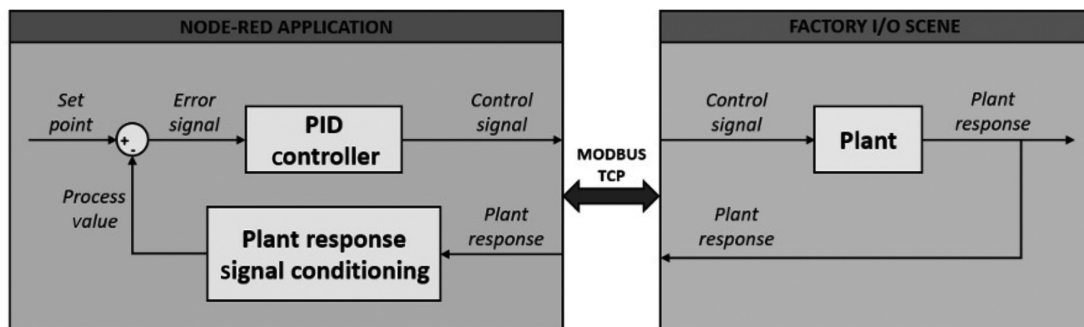 NODE-RED APPLICATION
Set
point
+
-
Error
signal
PID
controller
Control
signal
Process
value
Plant response
signal conditioning
Plant
response
MODBUS
TCP
FACTORY I/O SCENE
Control
signal
Plant
Plant
response
Plant
response